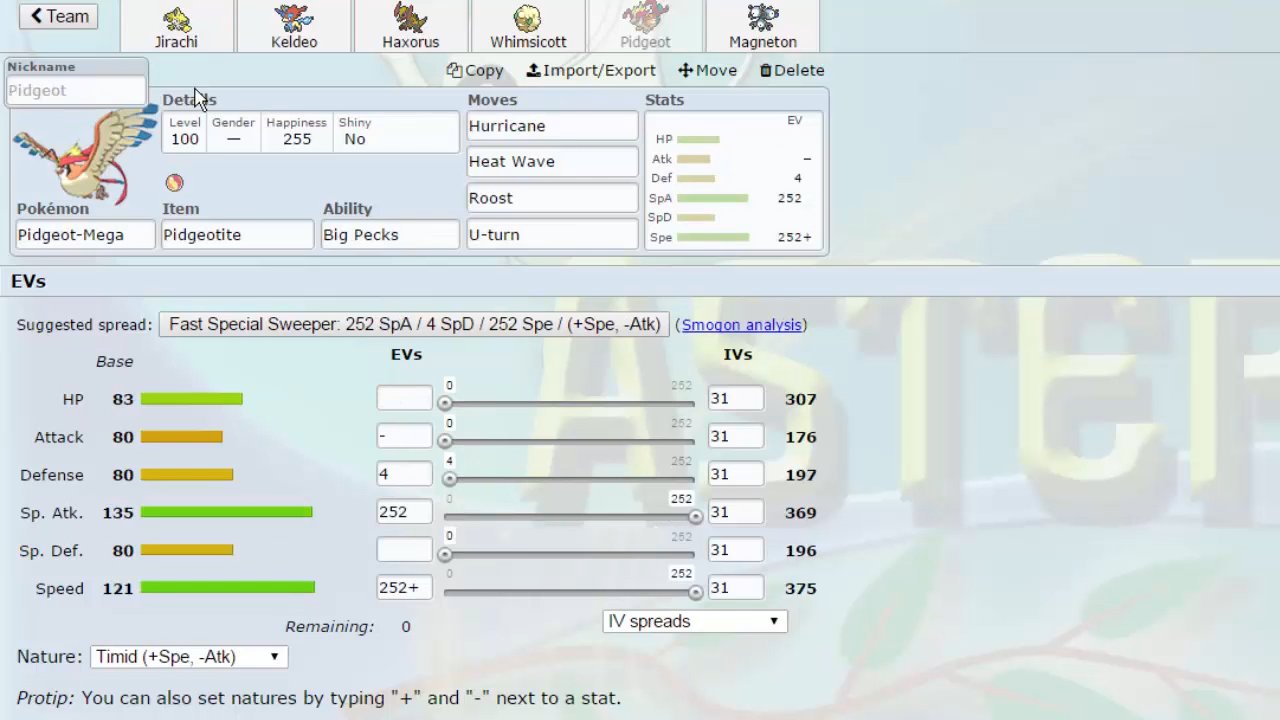 Team
Jirachi
Keldeo
Haxorus
Whimsicott
Pidgeot
Magneton
Nickname
Pidgeot
Copy
Import/Export
Move
Delete
Details
Level
100
Gender
—
Happiness
255
Shiny
No
Pokémon
Pidgeot-Mega
Item
Pidgeotite
Ability
Big Pecks
Moves
Hurricane
Heat Wave
Roost
U-turn
Stats
EV
HP
Atk –
Def 4
SpA 252
SpD
Spe 252+
EVs
Suggested spread: Fast Special Sweeper: 252 SpA / 4 SpD / 252 Spe / (+Spe, -Atk) (Smogon analysis)
Base EVs IVs
HP 83 0 252 31 307
Attack 80 - 0 252 31 176
Defense 80 4 4 252 31 197
Sp. Atk. 135 252 0 252 31 369
Sp. Def. 80 0 252 31 196
Speed 121 252+ 0 252 31 375
Remaining: 0 IV spreads
Nature: Timid (+Spe, -Atk)
Protip: You can also set natures by typing "+" and "-" next to a stat.
ASTER